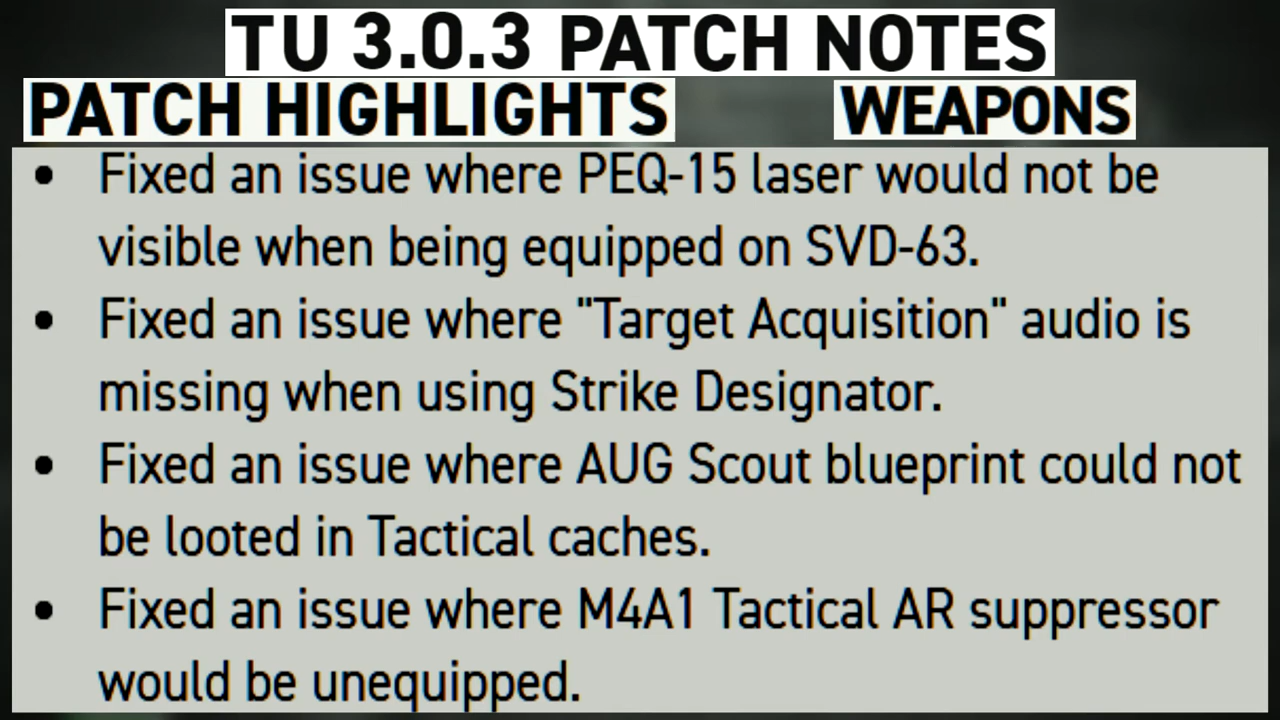 TU 3.0.3 PATCH NOTES
PATCH HIGHLIGHTS
WEAPONS
• Fixed an issue where PEQ-15 laser would not be
visible when being equipped on SVD-63.
• Fixed an issue where "Target Acquisition" audio is
missing when using Strike Designator.
• Fixed an issue where AUG Scout blueprint could not
be looted in Tactical caches.
• Fixed an issue where M4A1 Tactical AR suppressor
would be unequipped.